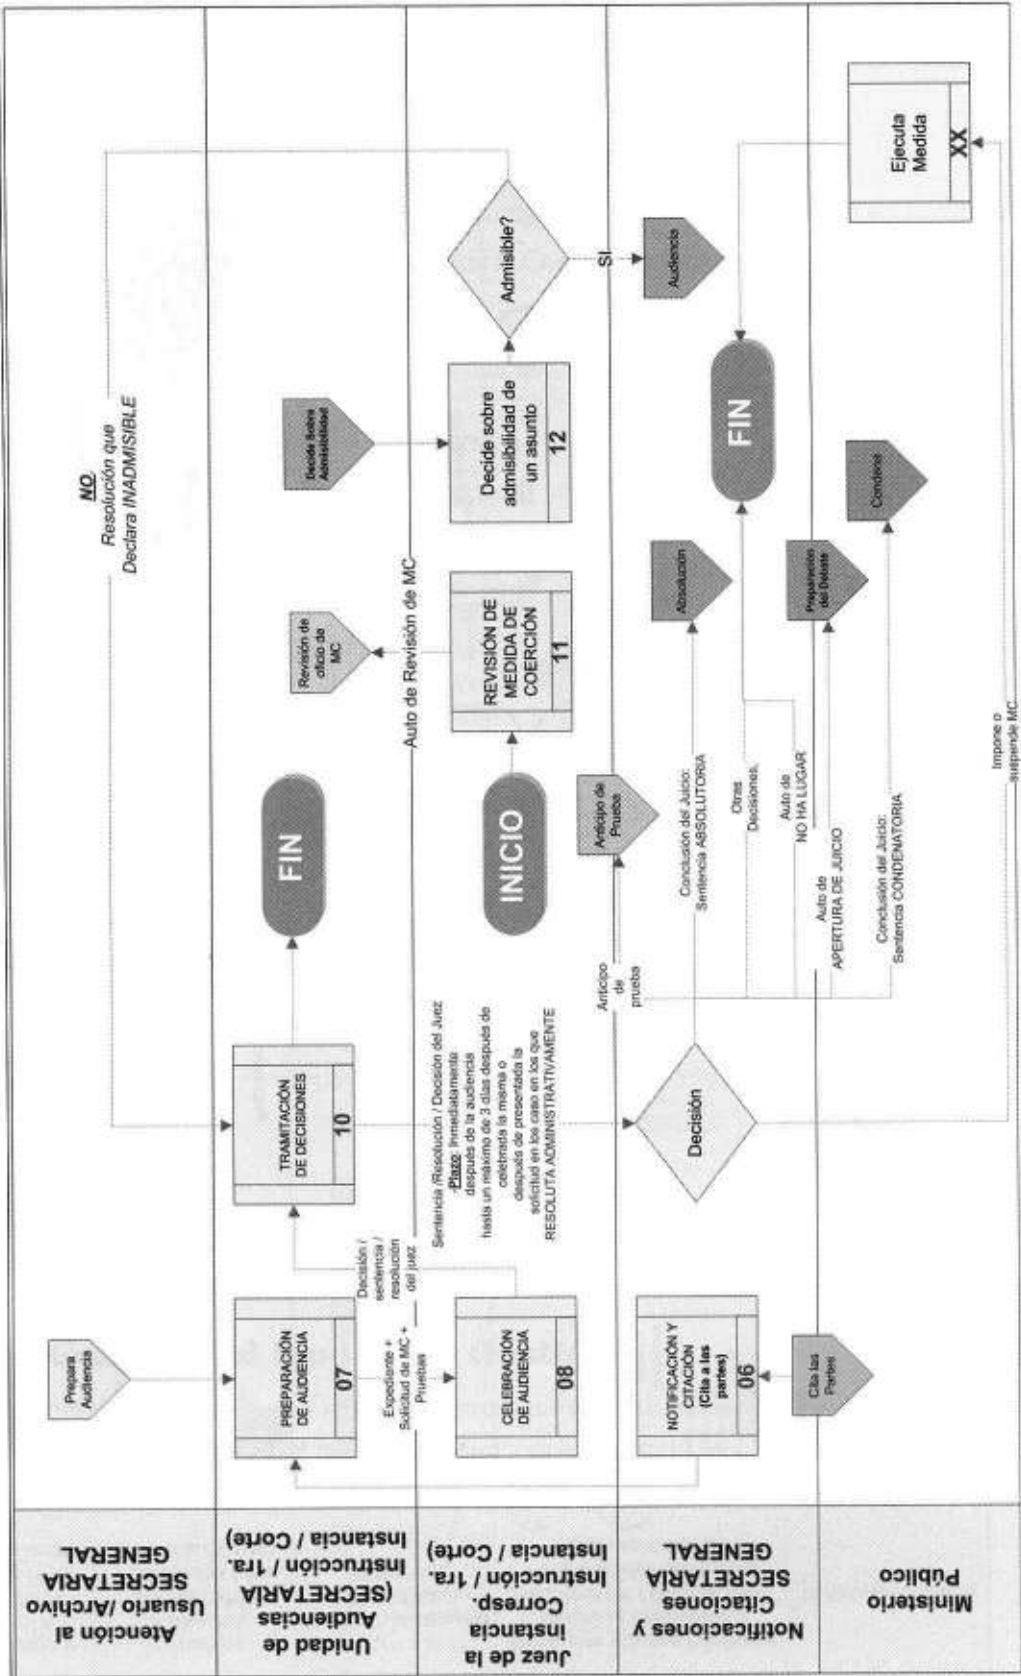 Atención al
Usuario /Archivo
SECRETARÍA
GENERAL
Prepara
Audiencia
NO
Resolución que
Declara INADMISIBLE
Unidad de
Audiencias
(SECRETARÍA
Instrucción / 1ra.
Instancia / Corte)
PREPARACIÓN
DE AUDIENCIA
07
Decisión /
sentencia /
resolución
del juez
TRAMITACIÓN
DE DECISIONES
10
FIN
Revisión de
oficio de
MC
Decide Sobre
Admisibilidad
Expediente +
Solicitud de MC +
Pruebas
Auto de Revisión de MC
Juez de la
instancia
Corresp.
Instrucción / 1ra.
Instancia / Corte)
CELEBRACIÓN
DE AUDIENCIA
08
Sentencia /Resolución / Decisión del Juez
-Plazo: Inmediatamente
después de la audiencia
hasta un máximo de 3 días después de
celebrada la misma o
después de presentada la
solicitud en los caso en los que
RESOLUTA ADMINISTRATIVAMENTE
INICIO
REVISIÓN DE
MEDIDA DE
COERCIÓN
11
Decide sobre
admisibilidad de
un asunto
12
Admisible?
SI
Notificaciones y
Citaciones
SECRETARÍA
GENERAL
NOTIFICACIÓN Y
CITACIÓN
(Cita a las
partes)
06
Decisión
Anticipo
de
prueba
Anticipo de
Prueba
Conclusión del Juicio:
Sentencia ABSOLUTORIA
Absolución
Audiencia
Otras
Decisiones,
Auto de
NO HA LUGAR
FIN
Cita las
Partes
Auto de
APERTURA DE JUICIO
Preparación
del Debate
Ministerio
Público
Conclusión del Juicio:
Sentencia CONDENATORIA
Condena
Ejecuta
Medida
XX
Impone o
suspende MC